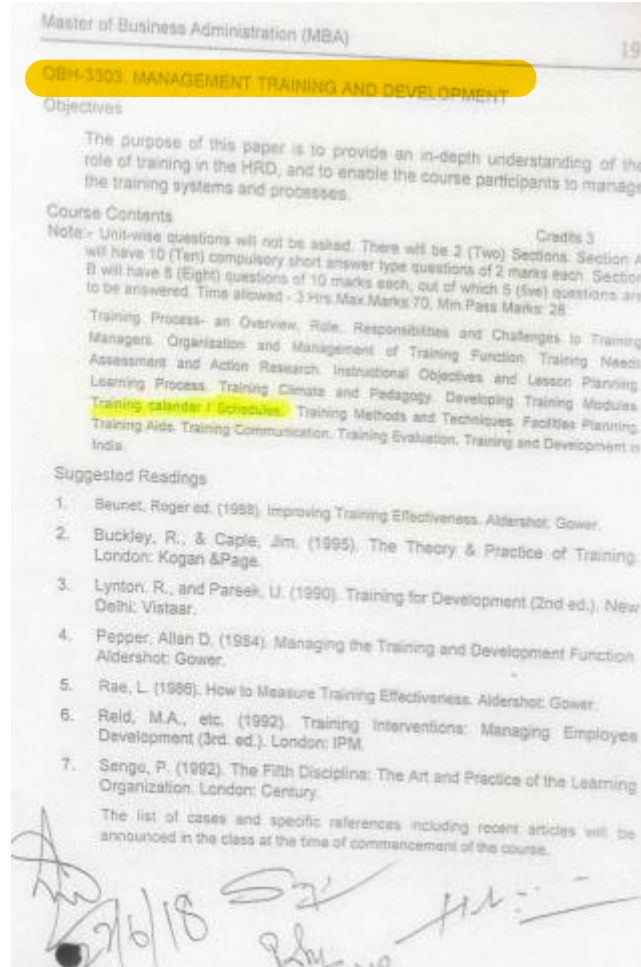 Master of Business Administration (MBA)
19
OBH-3303. MANAGEMENT TRAINING AND DEVELOPMENT
Objectives
The purpose of this paper is to provide an in-depth understanding of the
role of training in the HRD, and to enable the course participants to manage
the training systems and processes.
Course Contents
Credits 3
Note:- Unit-wise questions will not be asked. There will be 2 (Two) Sections. Section A
will have 10 (Ten) compulsory short answer type questions of 2 marks each. Section
B will have 8 (Eight) questions of 10 marks each, out of which 5 (five) questions are
to be answered. Time allowed - 3 Hrs. Max.Marks 70, Min.Pass Marks: 28
Training Process- an Overview, Role, Responsibilities and Challenges to Training
Managers. Organization and Management of Training Function. Training Needs
Assessment and Action Research. Instructional Objectives and Lesson Planning.
Learning Process. Training Climate and Pedagogy. Developing Training Modules.
Training calendar / Schedules. Training Methods and Techniques. Facilities Planning.
Training Aids. Training Communication. Training Evaluation. Training and Development in
India.
Suggested Readings
1. Beunet, Roger ed. (1988). Improving Training Effectiveness. Aldershot: Gower.
2. Buckley, R., & Caple, Jim. (1995). The Theory & Practice of Training.
London: Kogan &Page.
3. Lynton. R., and Pareek, U. (1990). Training for Development (2nd ed.). New
Delhi: Vistaar.
4. Pepper, Allan D. (1984). Managing the Training and Development Function.
Aldershot: Gower.
5. Rae, L. (1986). How to Measure Training Effectiveness. Aldershot: Gower.
6. Reid, M.A., etc. (1992). Training Interventions: Managing Employee
Development (3rd. ed.). London: IPM.
7. Senge, P. (1992). The Fifth Discipline: The Art and Practice of the Learning
Organization. London: Century.
The list of cases and specific references including recent articles will be
announced in the class at the time of commencement of the course.
27/6/18